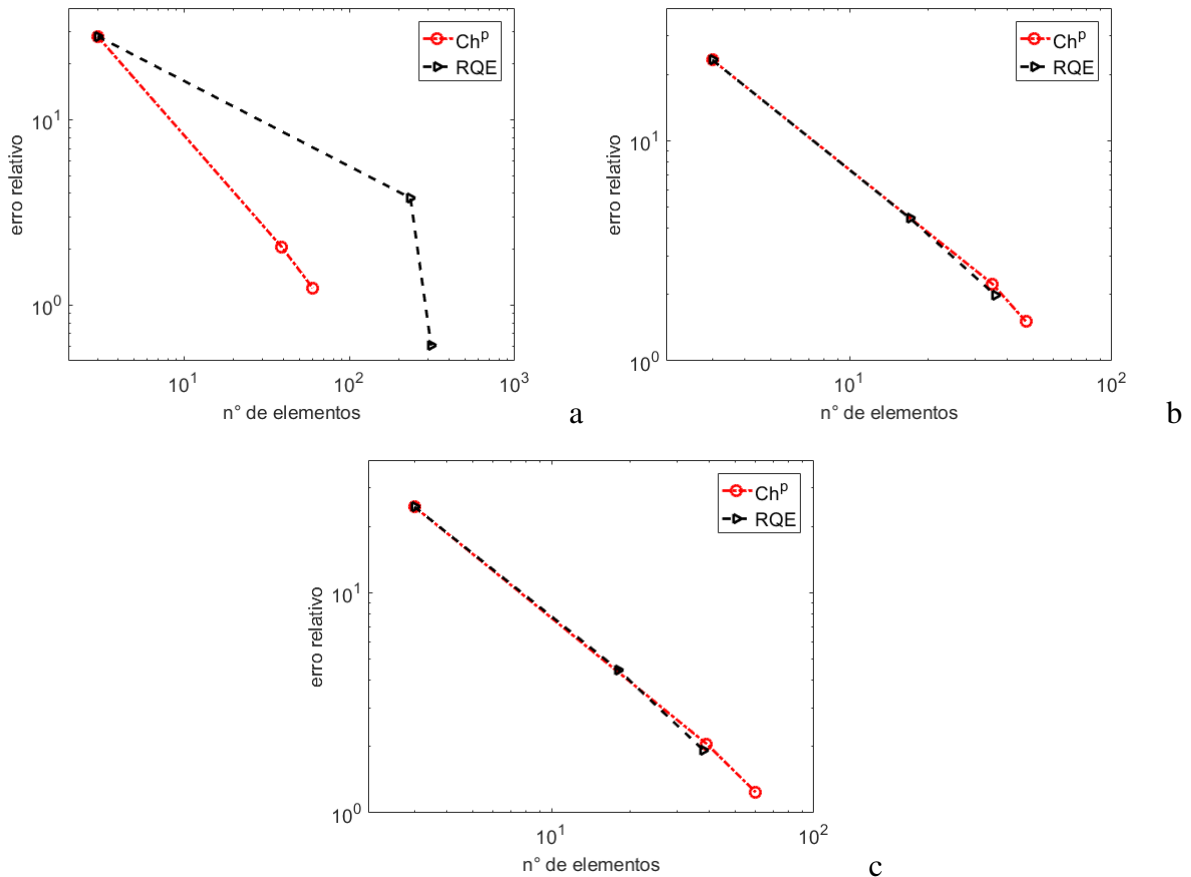 Ch^p
RQE
10^1
10^0
erro relativo
10^1
10^2
10^3
n° de elementos
a
Ch^p
RQE
10^1
10^0
erro relativo
10^1
10^2
n° de elementos
b
Ch^p
RQE
10^1
10^0
erro relativo
10^1
10^2
n° de elementos
c